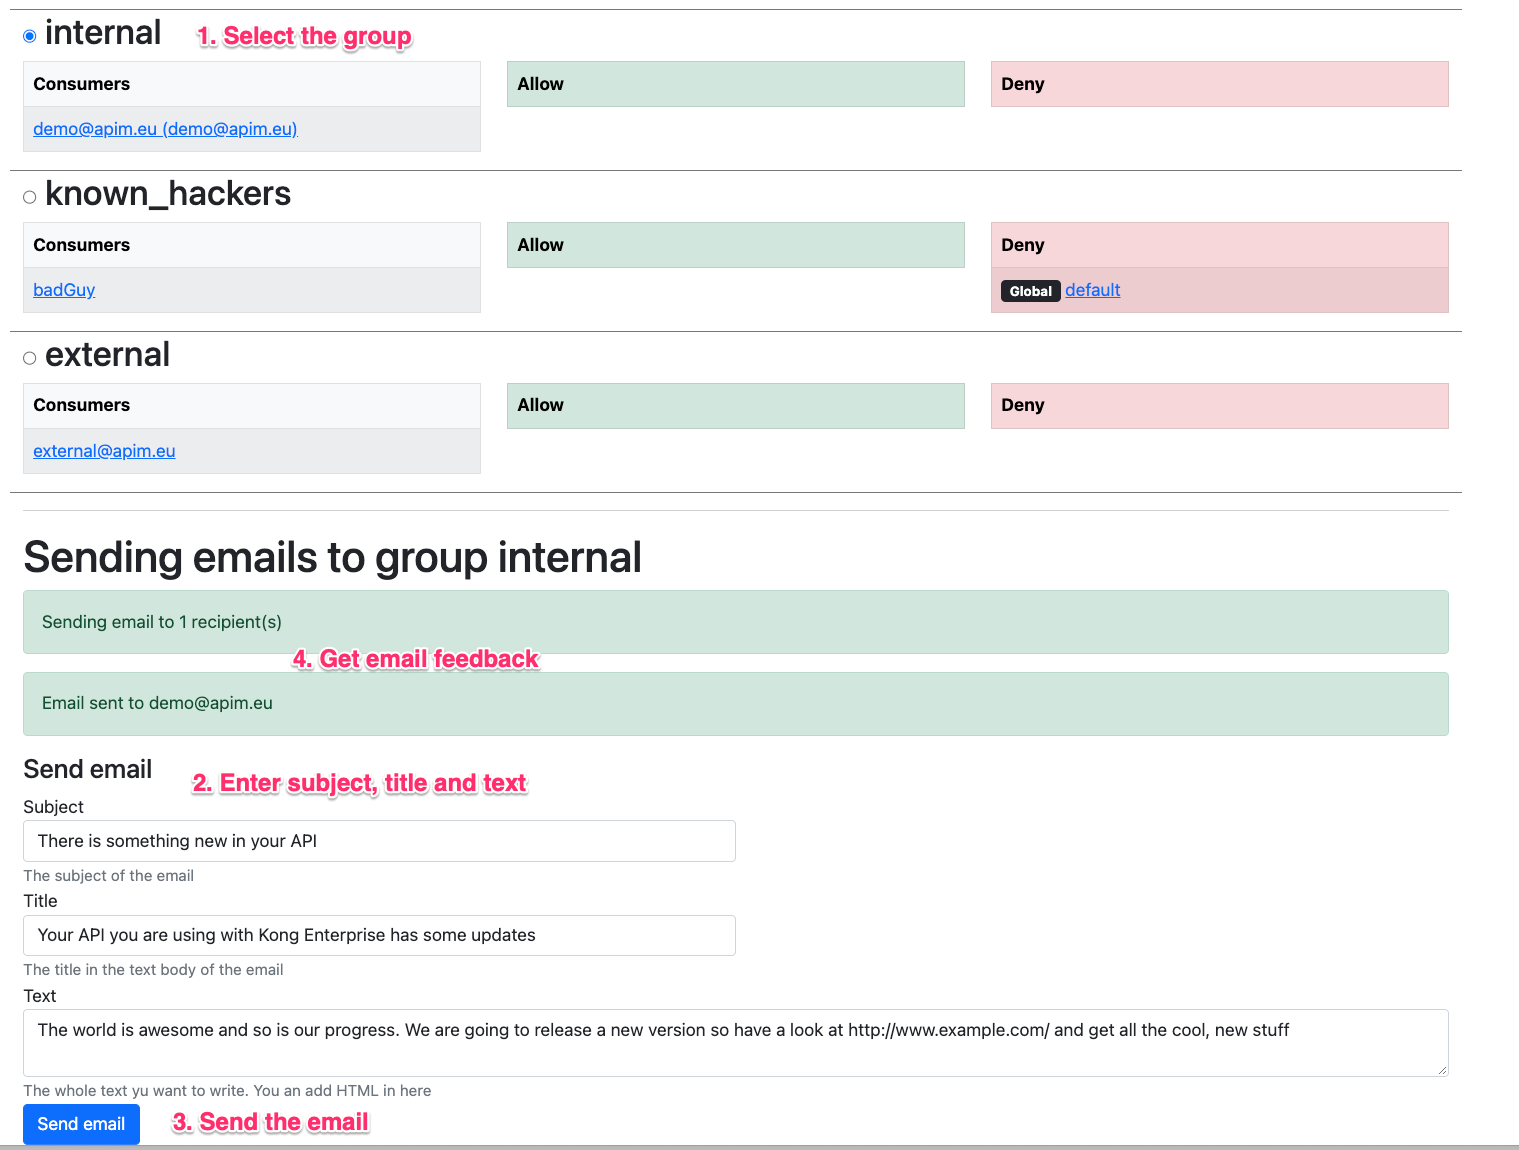 internal
1. Select the group
Consumers
Allow
Deny
demo@apim.eu (demo@apim.eu)
known_hackers
Consumers
Allow
Deny
badGuy
Global default
external
Consumers
Allow
Deny
external@apim.eu
Sending emails to group internal
Sending email to 1 recipient(s)
4. Get email feedback
Email sent to demo@apim.eu
Send email
2. Enter subject, title and text
Subject
There is something new in your API
The subject of the email
Title
Your API you are using with Kong Enterprise has some updates
The title in the text body of the email
Text
The world is awesome and so is our progress. We are going to release a new version so have a look at http://www.example.com/ and get all the cool, new stuff
The whole text yu want to write. You an add HTML in here
Send email
3. Send the email